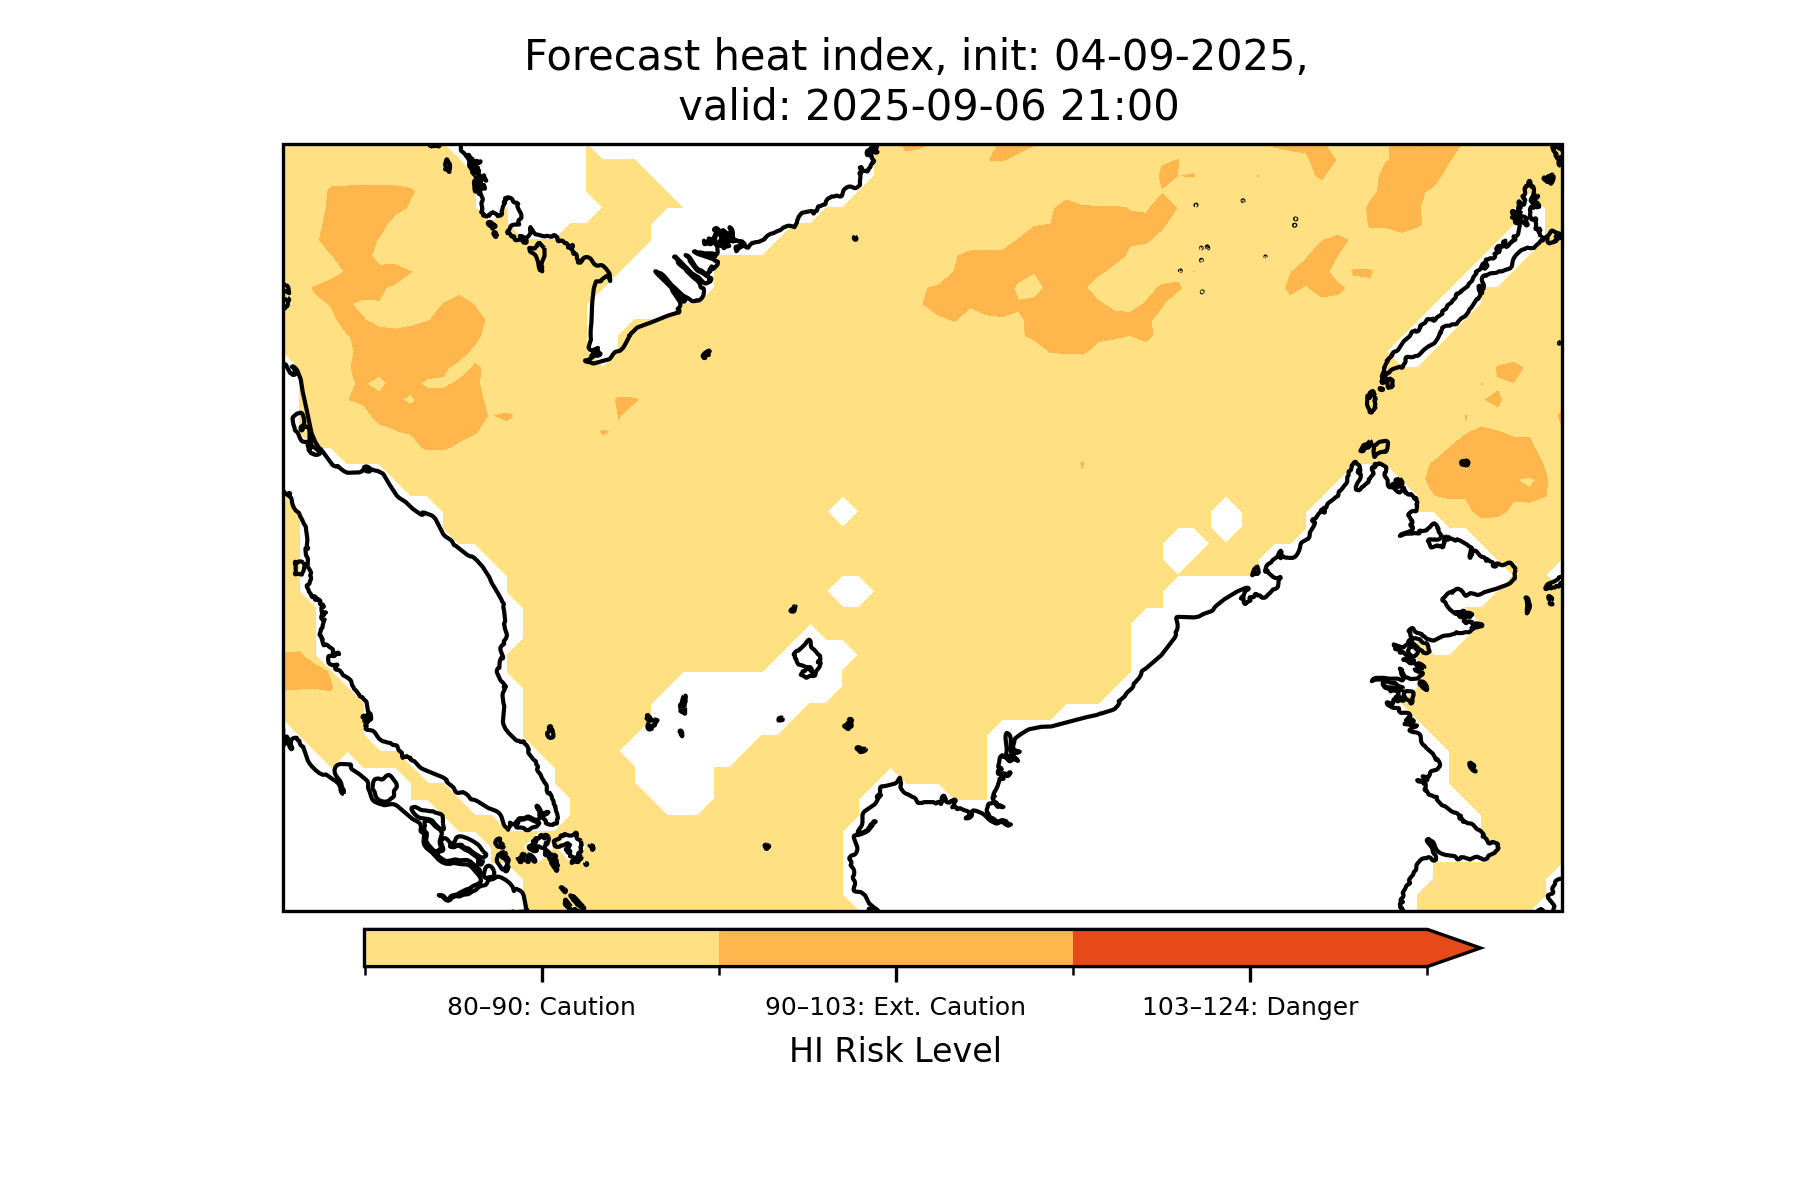 Forecast heat index, init: 04-09-2025,
valid: 2025-09-06 21:00
80–90: Caution
90–103: Ext. Caution
103–124: Danger
HI Risk Level